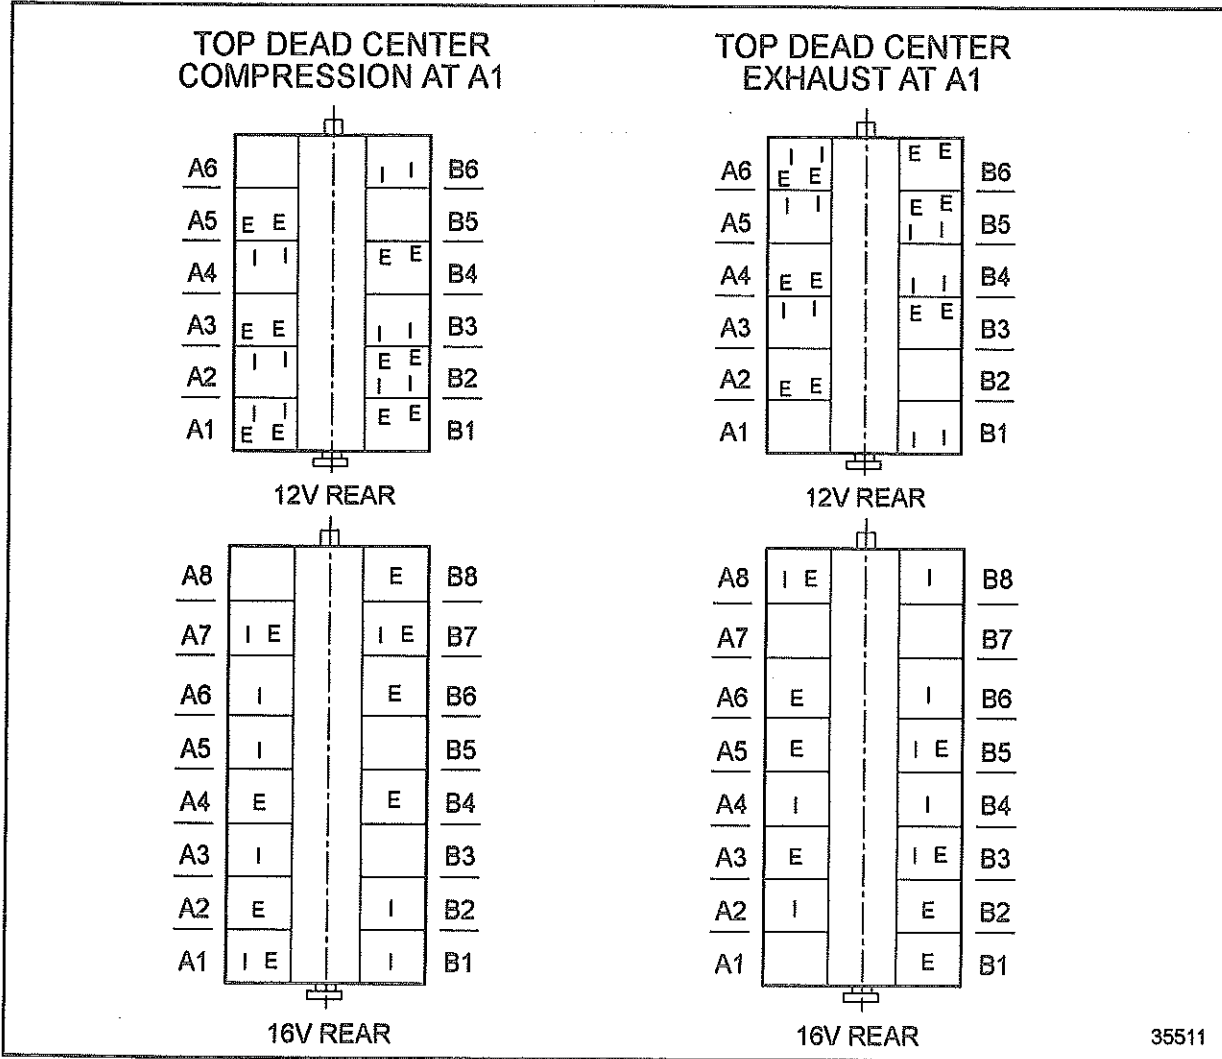 TOP DEAD CENTER
COMPRESSION AT A1
A6 I I B6
A5 E E B5
A4 I I E E B4
A3 E E I I B3
A2 I I E E B2
I I
I I E E
A1 E E B1
12V REAR
TOP DEAD CENTER
EXHAUST AT A1
I I E E
A6 E E B6
I I E E
A5 I I B5
A4 E E I I B4
A3 I I E E B3
A2 E E B2
A1 I I B1
12V REAR
A8 E B8
A7 I E I E B7
A6 I E B6
A5 I B5
A4 E E B4
A3 I B3
A2 E I B2
A1 I E I B1
16V REAR
A8 I E I B8
A7 B7
A6 E I B6
A5 E I E B5
A4 I I B4
A3 E I E B3
A2 I E B2
A1 E B1
16V REAR
35511